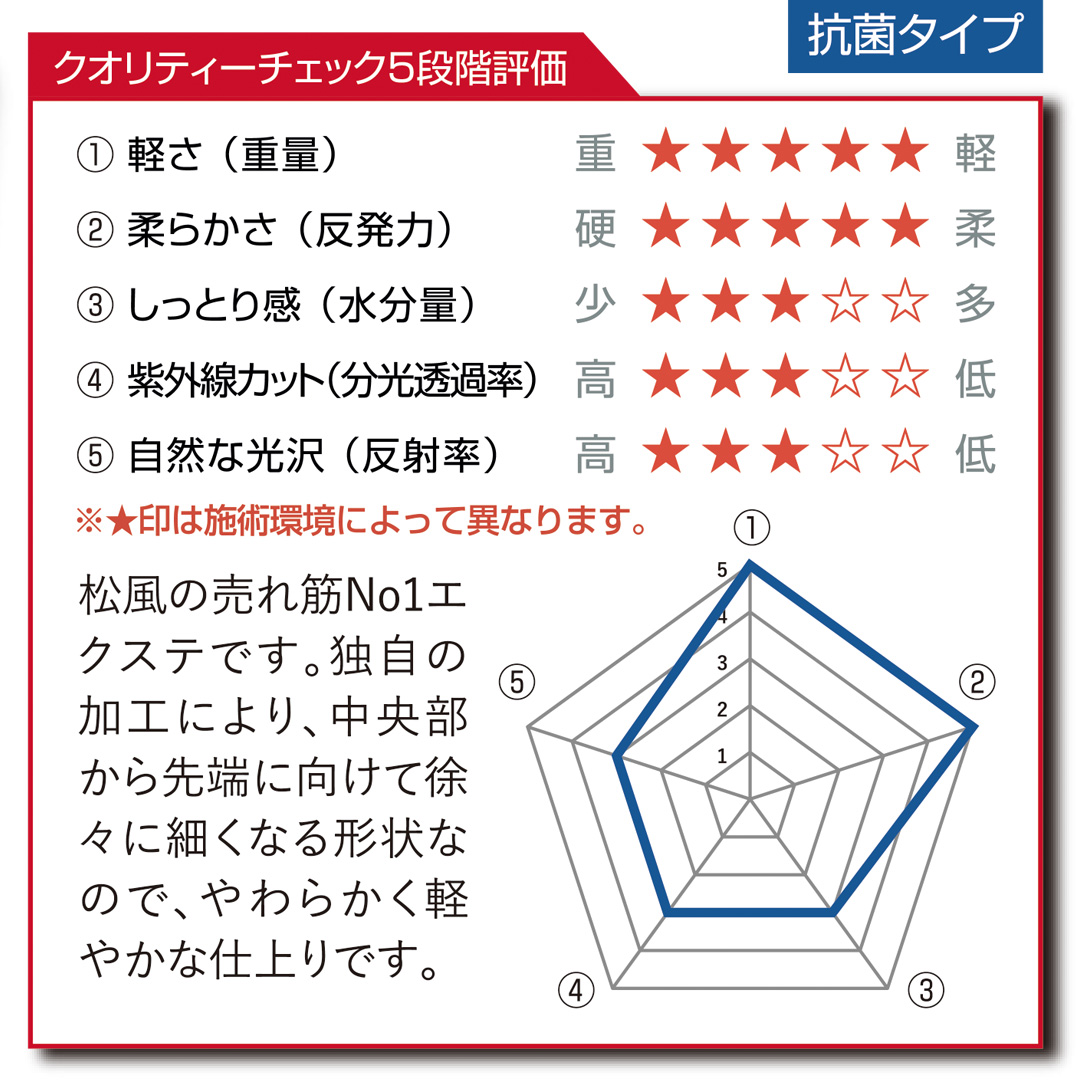 抗菌タイプ
クオリティーチェック5段階評価
① 軽さ（重量） 重 ★★★★★ 軽
② 柔らかさ（反発力） 硬 ★★★★★ 柔
③ しっとり感（水分量） 少 ★★★☆☆ 多
④ 紫外線カット（分光透過率） 高 ★★★☆☆ 低
⑤ 自然な光沢（反射率） 高 ★★★☆☆ 低
※★印は施術環境によって異なります。
松風の売れ筋No1エ
クステです。独自の
加工により、中央部
から先端に向けて徐
々に細くなる形状な
ので、やわらかく軽
やかな仕上りです。
①
5
4
3
2
1
⑤
②
④
③